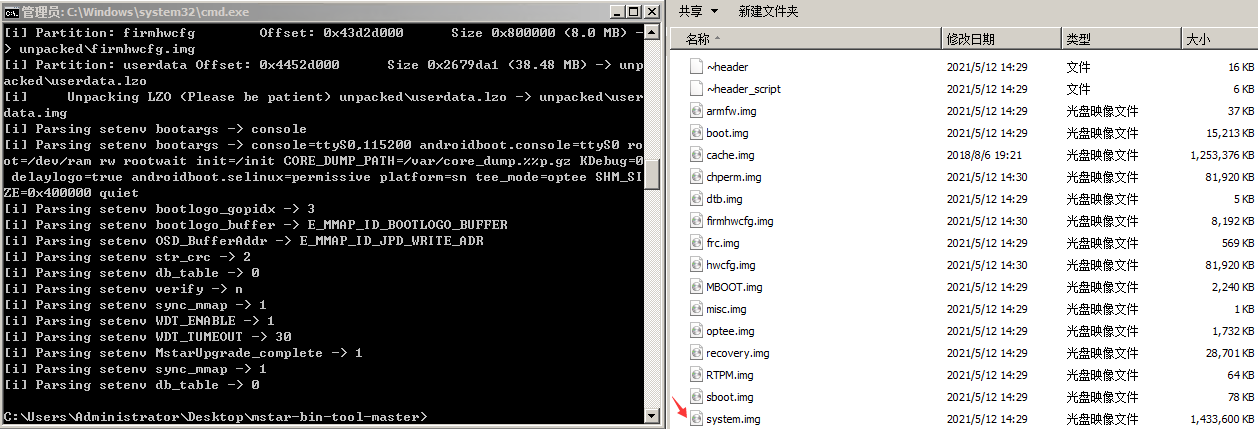 管理员: C:\Windows\system32\cmd.exe
[i] Partition: firmhwcfg        Offset: 0x43d2d000      Size 0x800000 (8.0 MB) -
> unpacked\firmhwcfg.img
[i] Partition: userdata Offset: 0x4452d000      Size 0x2679da1 (38.48 MB) -> unp
acked\userdata.lzo
[i]     Unpacking LZO (Please be patient) unpacked\userdata.lzo -> unpacked\user
data.img
[i] Parsing setenv bootargs -> console
[i] Parsing setenv bootargs -> console=ttyS0,115200 androidboot.console=ttyS0 ro
ot=/dev/ram rw rootwait init=/init CORE_DUMP_PATH=/var/core_dump.%%p.gz KDebug=0
 delaylogo=true androidboot.selinux=permissive platform=sn tee_mode=optee SHM_SI
ZE=0x400000 quiet
[i] Parsing setenv bootlogo_gopidx -> 3
[i] Parsing setenv bootlogo_buffer -> E_MMAP_ID_BOOTLOGO_BUFFER
[i] Parsing setenv OSD_BufferAddr -> E_MMAP_ID_JPD_WRITE_ADR
[i] Parsing setenv str_crc -> 2
[i] Parsing setenv db_table -> 0
[i] Parsing setenv verify -> n
[i] Parsing setenv sync_mmap -> 1
[i] Parsing setenv WDT_ENABLE -> 1
[i] Parsing setenv WDT_TUMEOUT -> 30
[i] Parsing setenv MstarUpgrade_complete -> 1
[i] Parsing setenv sync_mmap -> 1
[i] Parsing setenv db_table -> 0
C:\Users\Administrator\Desktop\mstar-bin-tool-master>
共享 新建文件夹
名称 修改日期 类型 大小
~header 2021/5/12 14:29 文件 16 KB
~header_script 2021/5/12 14:29 文件 6 KB
armfw.img 2021/5/12 14:29 光盘映像文件 37 KB
boot.img 2021/5/12 14:29 光盘映像文件 15,213 KB
cache.img 2018/8/6 19:21 光盘映像文件 1,253,376 KB
chperm.img 2021/5/12 14:30 光盘映像文件 81,920 KB
dtb.img 2021/5/12 14:29 光盘映像文件 5 KB
firmhwcfg.img 2021/5/12 14:30 光盘映像文件 8,192 KB
frc.img 2021/5/12 14:29 光盘映像文件 569 KB
hwcfg.img 2021/5/12 14:30 光盘映像文件 81,920 KB
MBOOT.img 2021/5/12 14:29 光盘映像文件 2,240 KB
misc.img 2021/5/12 14:29 光盘映像文件 1 KB
optee.img 2021/5/12 14:29 光盘映像文件 1,732 KB
recovery.img 2021/5/12 14:29 光盘映像文件 28,701 KB
RTPM.img 2021/5/12 14:29 光盘映像文件 64 KB
sboot.img 2021/5/12 14:29 光盘映像文件 78 KB
system.img 2021/5/12 14:29 光盘映像文件 1,433,600 KB